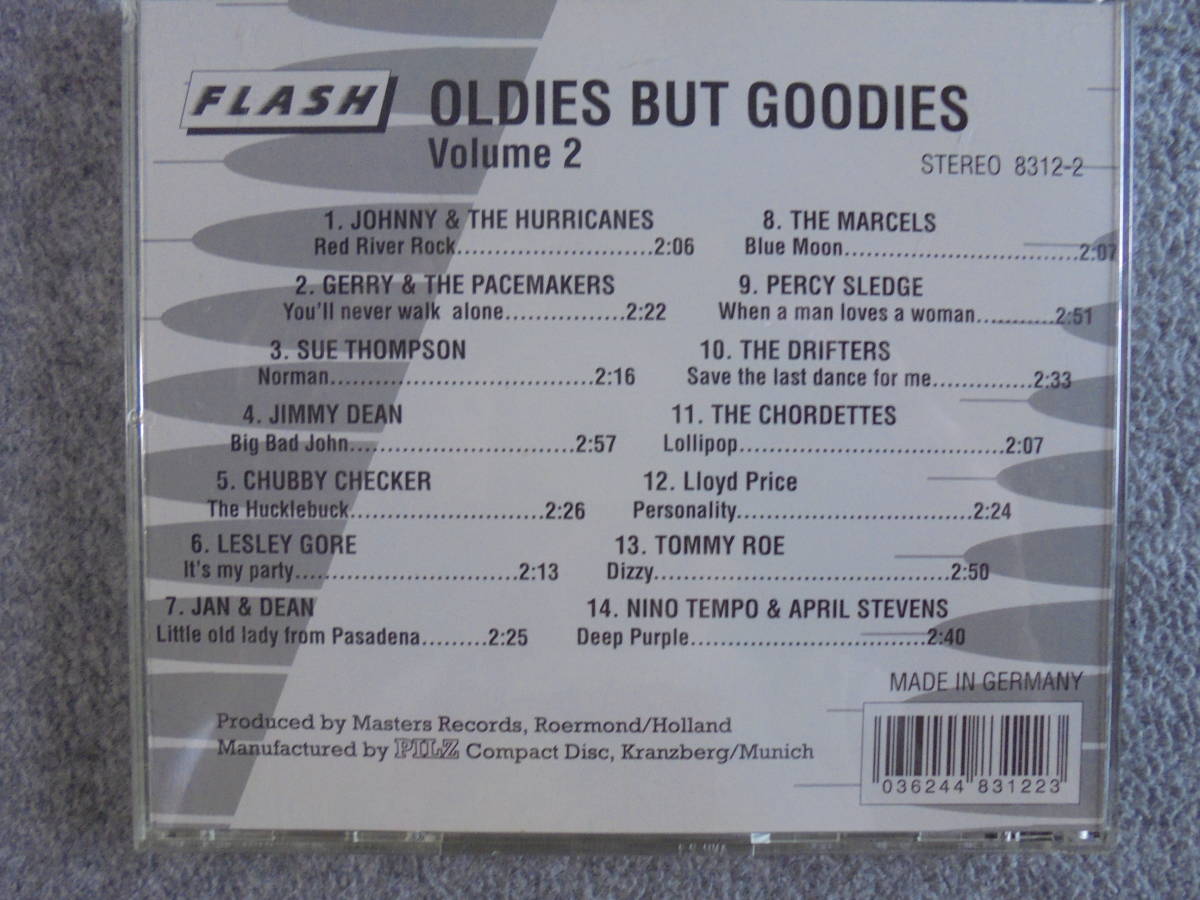 FLASH
OLDIES BUT GOODIES
Volume 2
STEREO 8312-2
1. JOHNNY & THE HURRICANES
Red River Rock..........................2:06
2. GERRY & THE PACEMAKERS
You'll never walk alone................2:22
3. SUE THOMPSON
Norman...................................2:16
4. JIMMY DEAN
Big Bad John..............................2:57
5. CHUBBY CHECKER
The Hucklebuck..........................2:26
6. LESLEY GORE
It's my party..............................2:13
7. JAN & DEAN
Little old lady from Pasadena.........2:25
8. THE MARCELS
Blue Moon...............................2:07
9. PERCY SLEDGE
When a man loves a woman...........2:51
10. THE DRIFTERS
Save the last dance for me.............2:33
11. THE CHORDETTES
Lollipop...................................2:07
12. Lloyd Price
Personality...............................2:24
13. TOMMY ROE
Dizzy.......................................2:50
14. NINO TEMPO & APRIL STEVENS
Deep Purple...............................2:40
MADE IN GERMANY
Produced by Masters Records, Roermond/Holland
Manufactured by PILZ Compact Disc, Kranzberg/Munich
036244 831223